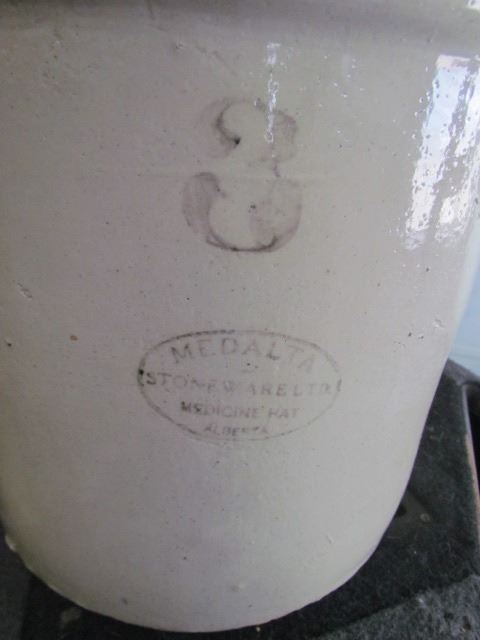 3
MEDALTA
STONEWARE LTD.
MEDICINE HAT
ALBERTA